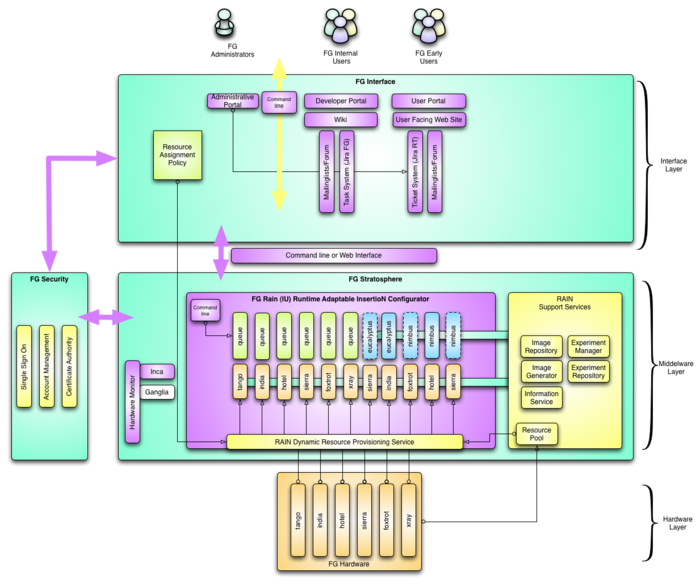 FG
Administrators
FG Internal
Users
FG Early
Users
FG Interface
Administrative
Portal
Command
line
Developer Portal
User Portal
Wiki
User Facing Web Site
Resource
Assignment
Policy
Mailinglists/Forum
Task System (Jira FG)
Ticket System (Jira RT)
Mailinglists/Forum
Interface
Layer
Command line or Web Interface
FG Security
Single SIgn On
Account Management
Certificate Authority
FG Stratosphere
FG Rain (IU) Runtime Adaptable InsertioN Configurator
Command
line
queue
queue
queue
queue
queue
queue
eucalyptus
eucalyptus
nimbus
nimbus
nimbus
tango
india
hotel
sierra
foxtrot
xray
sierra
india
foxtrot
hotel
sierra
RAIN
Support Services
Image
Repository
Experiment
Manager
Image
Generator
Experiment
Repository
Information
Service
Resource
Pool
Hardware Monitor
Inca
Ganglia
RAIN Dynamic Resource Provisioning Service
Middelware
Layer
tango
india
hotel
sierra
foxtrot
xray
FG Hardware
Hardware
Layer